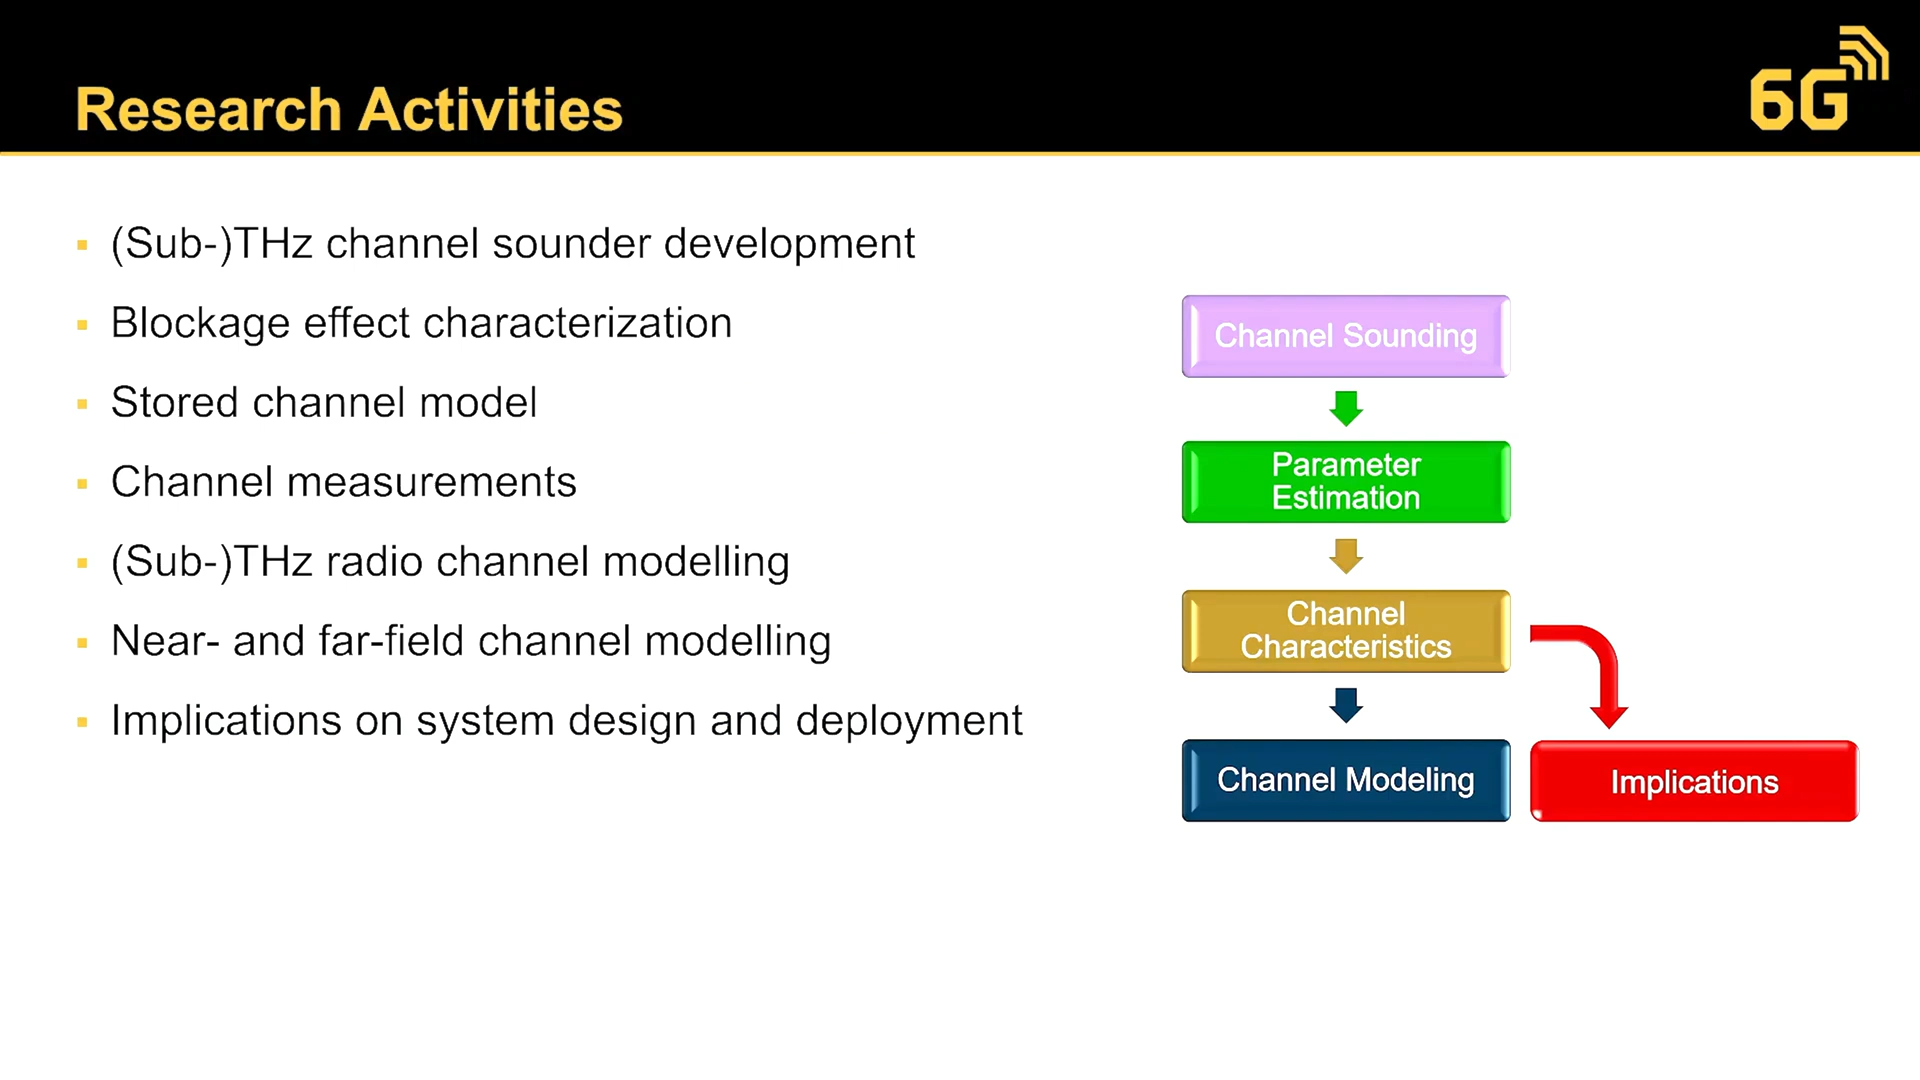 Research Activities
6G
(Sub-)THz channel sounder development
Blockage effect characterization
Stored channel model
Channel measurements
(Sub-)THz radio channel modelling
Near- and far-field channel modelling
Implications on system design and deployment
Channel Sounding
Parameter
Estimation
Channel
Characteristics
Channel Modeling
Implications